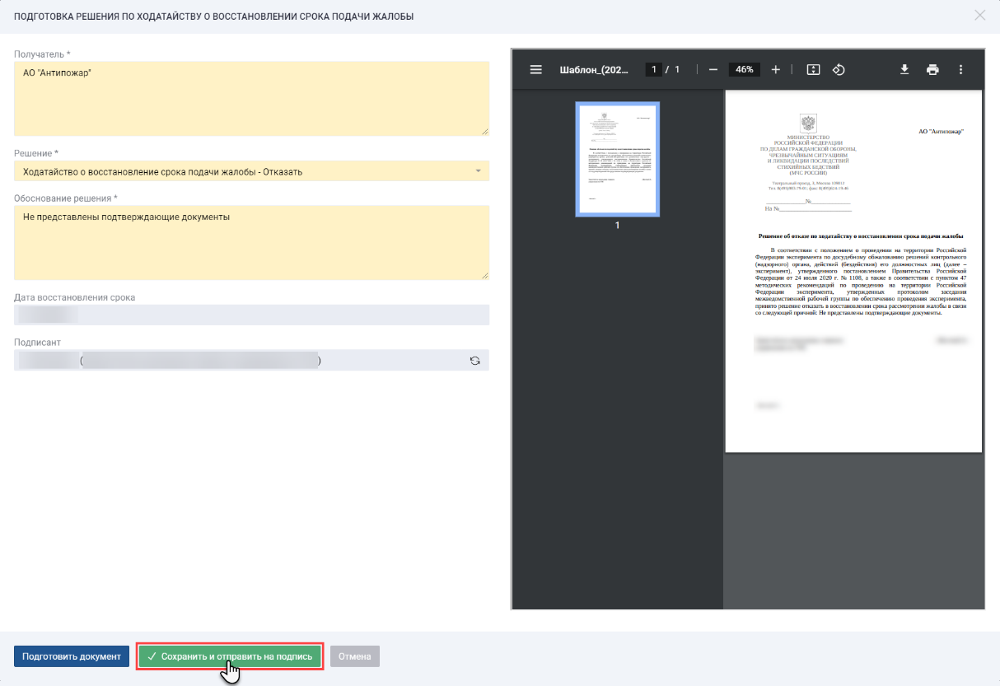 ПОДГОТОВКА РЕШЕНИЯ ПО ХОДАТАЙСТВУ О ВОССТАНОВЛЕНИИ СРОКА ПОДАЧИ ЖАЛОБЫ
Получатель *
АО "Антипожар"
Решение *
Ходатайство о восстановление срока подачи жалобы - Отказать
Обоснование решения *
Не представлены подтверждающие документы
Дата восстановления срока
Подписант
( )
Подготовить документ
Сохранить и отправить на подпись
Отмена
Шаблон_(202... 1 / 1 46%
1
АО "Антипожар"
МИНИСТЕРСТВО
РОССИЙСКОЙ ФЕДЕРАЦИИ
ПО ДЕЛАМ ГРАЖДАНСКОЙ ОБОРОНЫ,
ЧРЕЗВЫЧАЙНЫМ СИТУАЦИЯМ
И ЛИКВИДАЦИИ ПОСЛЕДСТВИЙ
СТИХИЙНЫХ БЕДСТВИЙ
(МЧС РОССИИ)
Театральный проезд, 3, Москва 109012
Тел: 8(495)983-79-01, факс: 8(495)624-19-46
____________№____________
На №______________________
Решение об отказе по ходатайству о восстановлении срока подачи жалобы
В соответствии с положением о проведении на территории Российской
Федерации эксперимента по досудебному обжалованию решений контрольного
(надзорного) органа, действий (бездействия) его должностных лиц (далее –
эксперимент), утвержденного постановлением Правительства Российской
Федерации от 24 июля 2020 г. № 1108, а также в соответствии с пунктом 47
методических рекомендаций по проведению на территории Российской
Федерации эксперимента, утвержденных протоколом заседания
межведомственной рабочей группы по обеспечению проведения эксперимента,
принято решение отказать в восстановлении срока рассмотрении жалобы в связи
со следующей причиной: Не представлены подтверждающие документы.